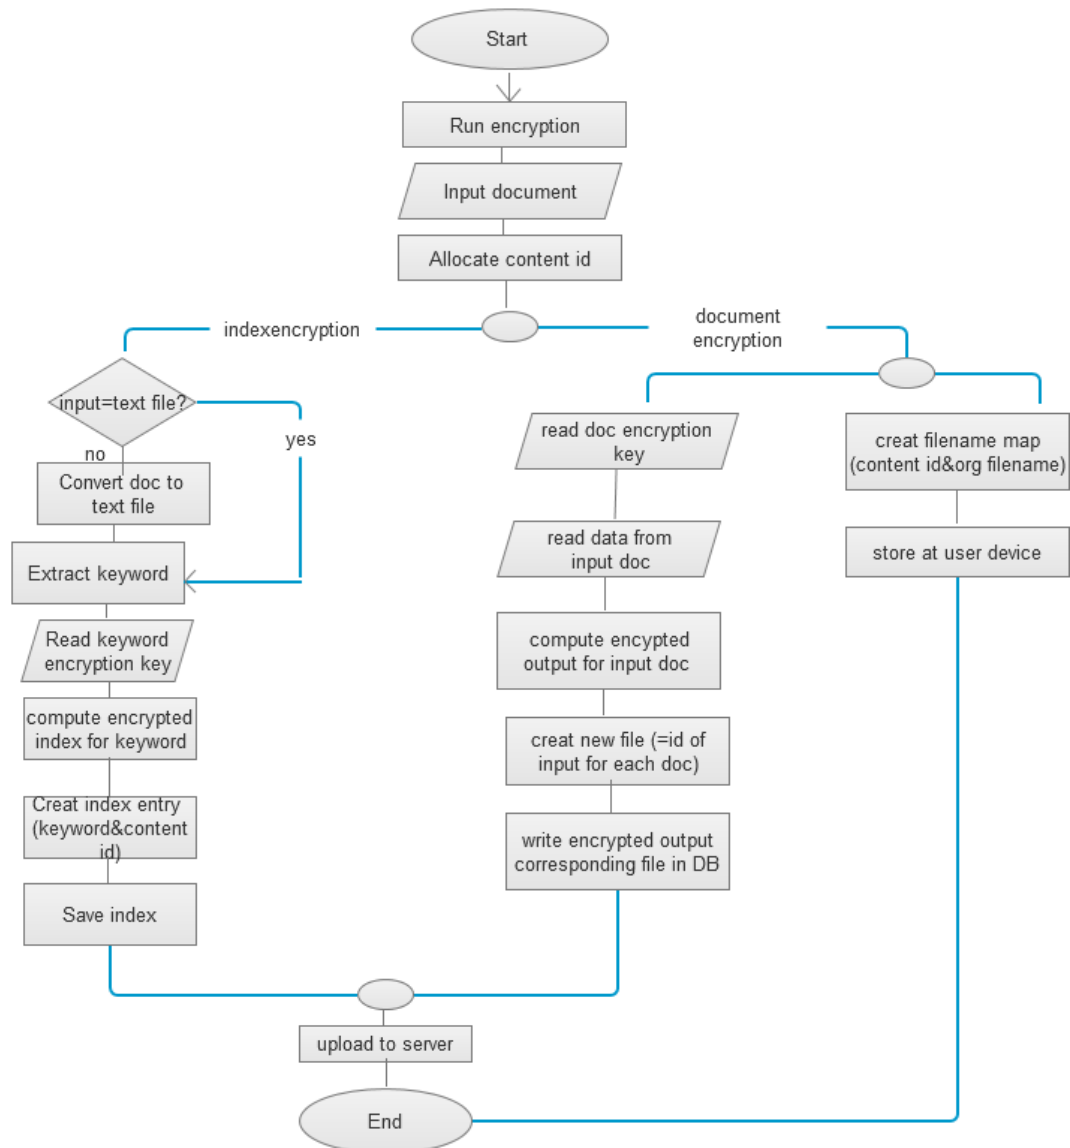 Start
Run encryption
Input document
Allocate content id
indexencryption
document
encryption
input=text file?
yes
no
Convert doc to
text file
Extract keyword
Read keyword
encryption key
compute encrypted
index for keyword
Creat index entry
(keyword&content
id)
Save index
read doc encryption
key
read data from
input doc
compute encypted
output for input doc
creat new file (=id of
input for each doc)
write encrypted output
corresponding file in DB
creat filename map
(content id&org filename)
store at user device
upload to server
End